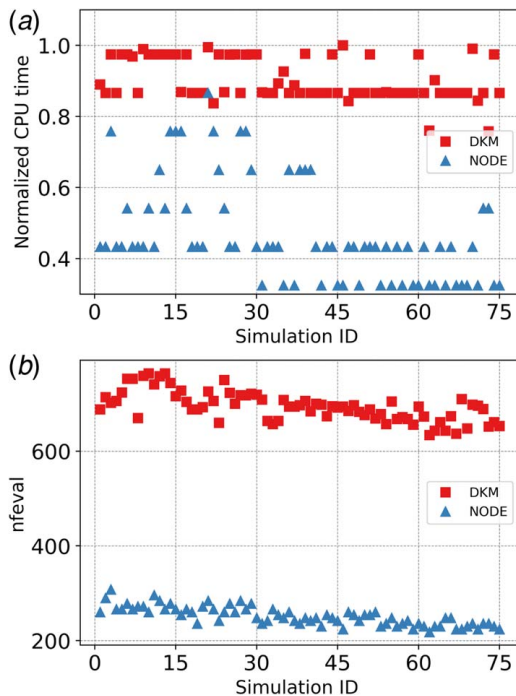 (a)
Normalized CPU time
1.0
0.8
0.6
0.4
DKM
NODE
0 15 30 45 60 75
Simulation ID
(b)
nfeval
600
400
200
DKM
NODE
0 15 30 45 60 75
Simulation ID